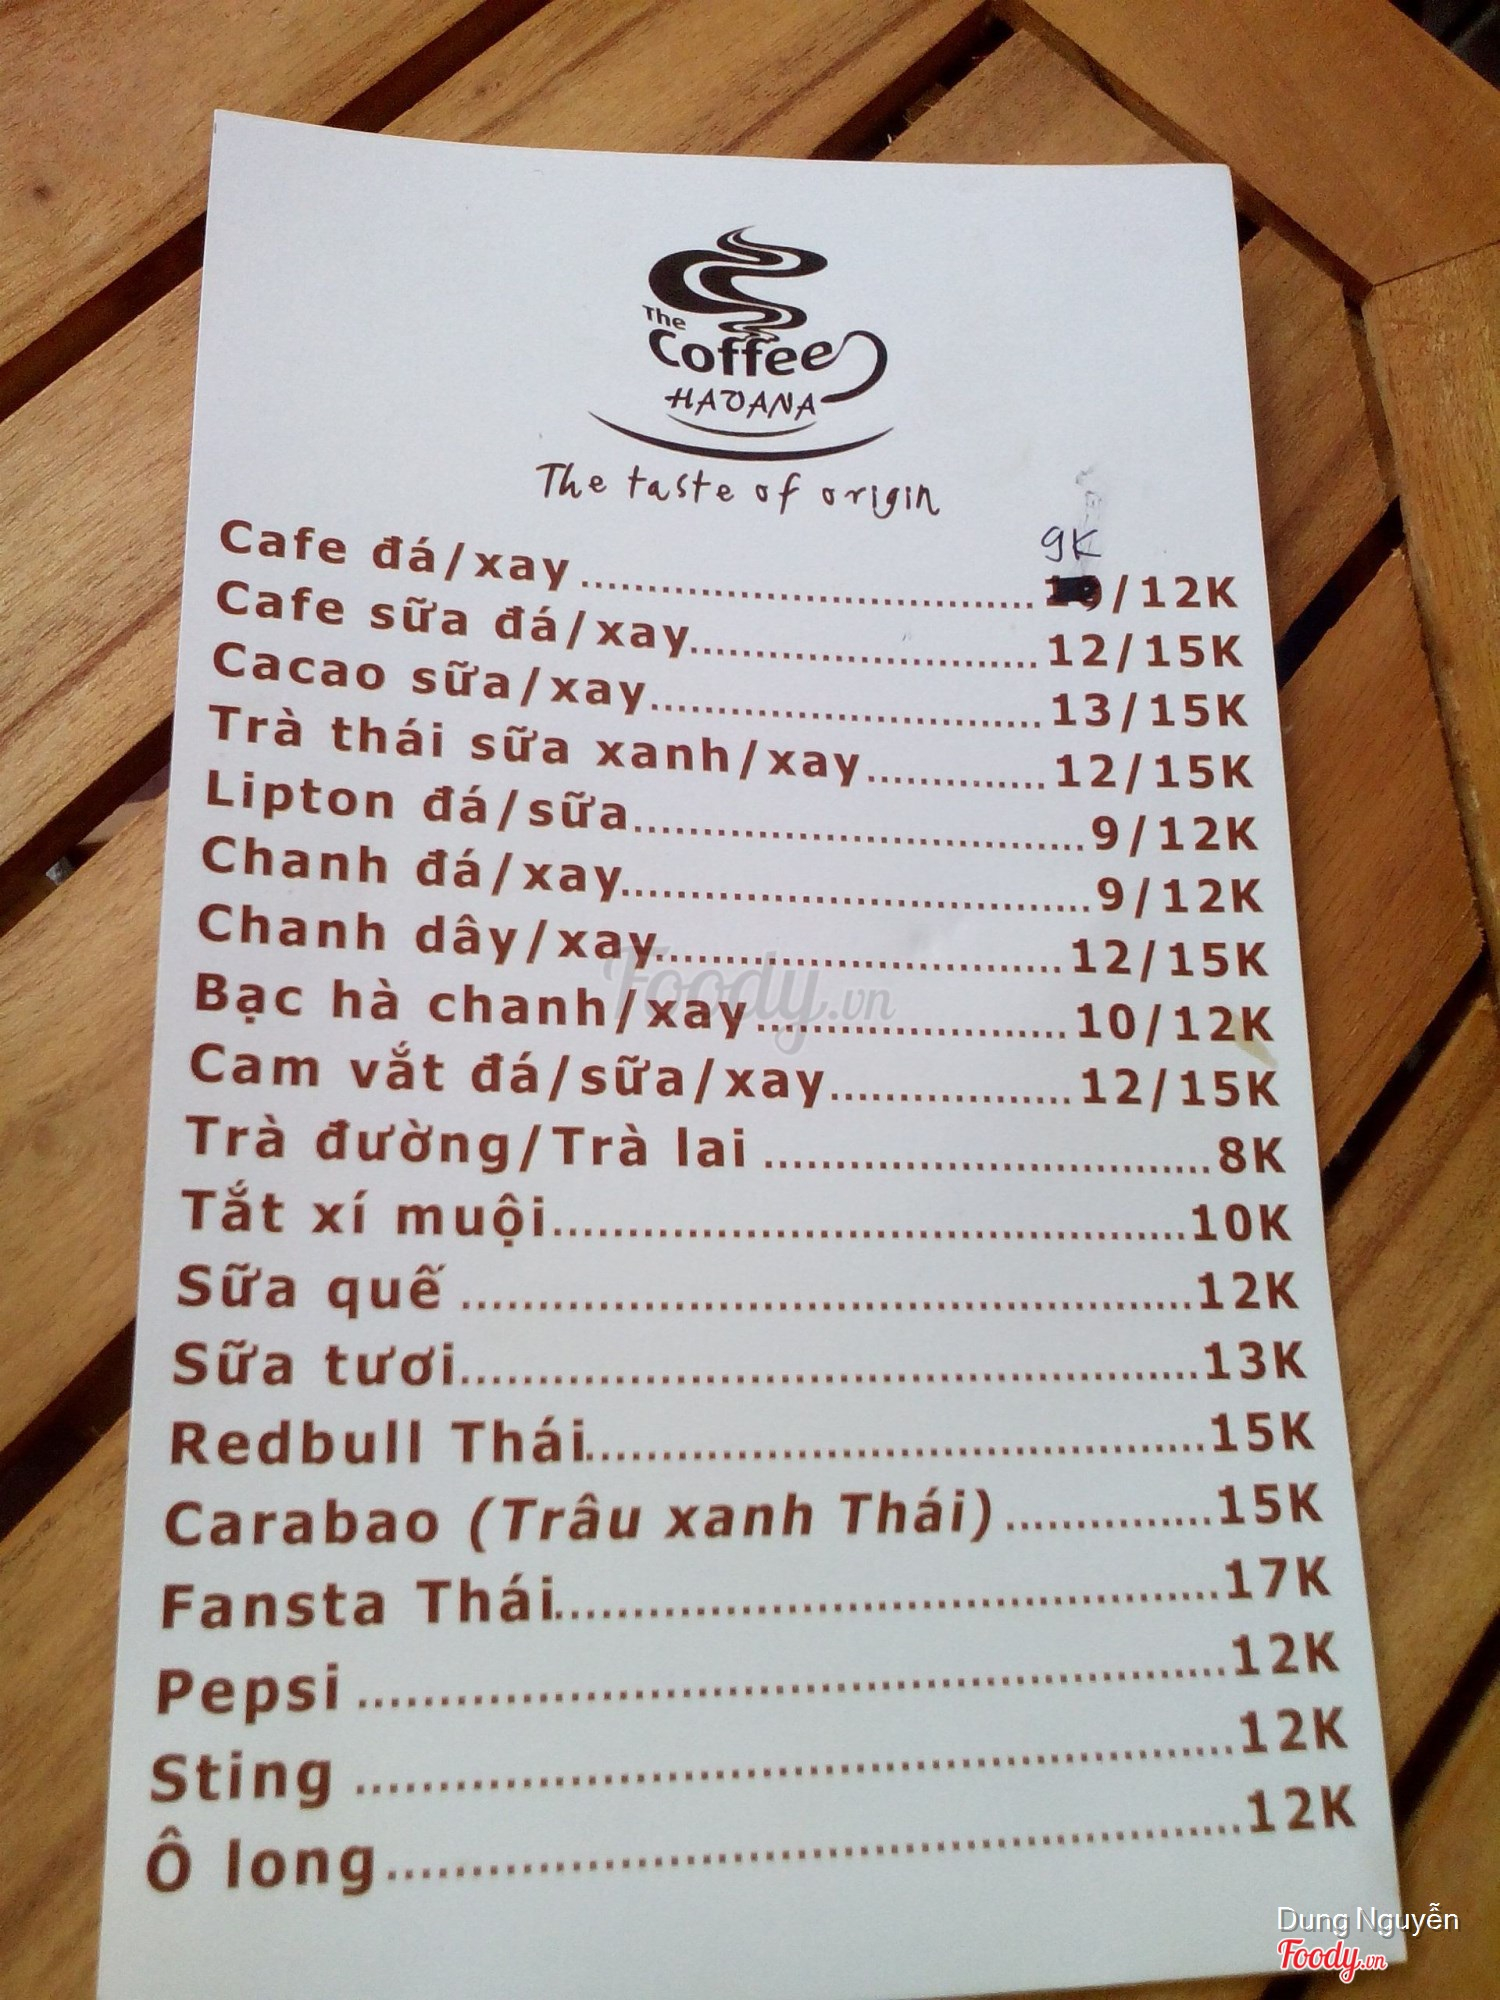 The
Coffee
HAVANA
The taste of origin
9K
Cafe đá/xay................................../12K
Cafe sữa đá/xay..........................12/15K
Cacao sữa/xay.............................13/15K
Trà thái sữa xanh/xay.............12/15K
Lipton đá/sữa.................................9/12K
Chanh đá/xay..................................9/12K
Chanh dây/xay..............................12/15K
Bạc hà chanh/xay.......................10/12K
Cam vắt đá/sữa/xay..................12/15K
Trà đường/Trà lai .................................8K
Tắt xí muội..............................................10K
Sữa quế .....................................................12K
Sữa tươi......................................................13K
Redbull Thái.............................................15K
Carabao (Trâu xanh Thái) ...............15K
Fansta Thái................................................17K
Pepsi ...............................................................12K
Sting ...............................................................12K
Ô long.............................................................12K
Foody.vn
Dung Nguyễn
Foody.vn